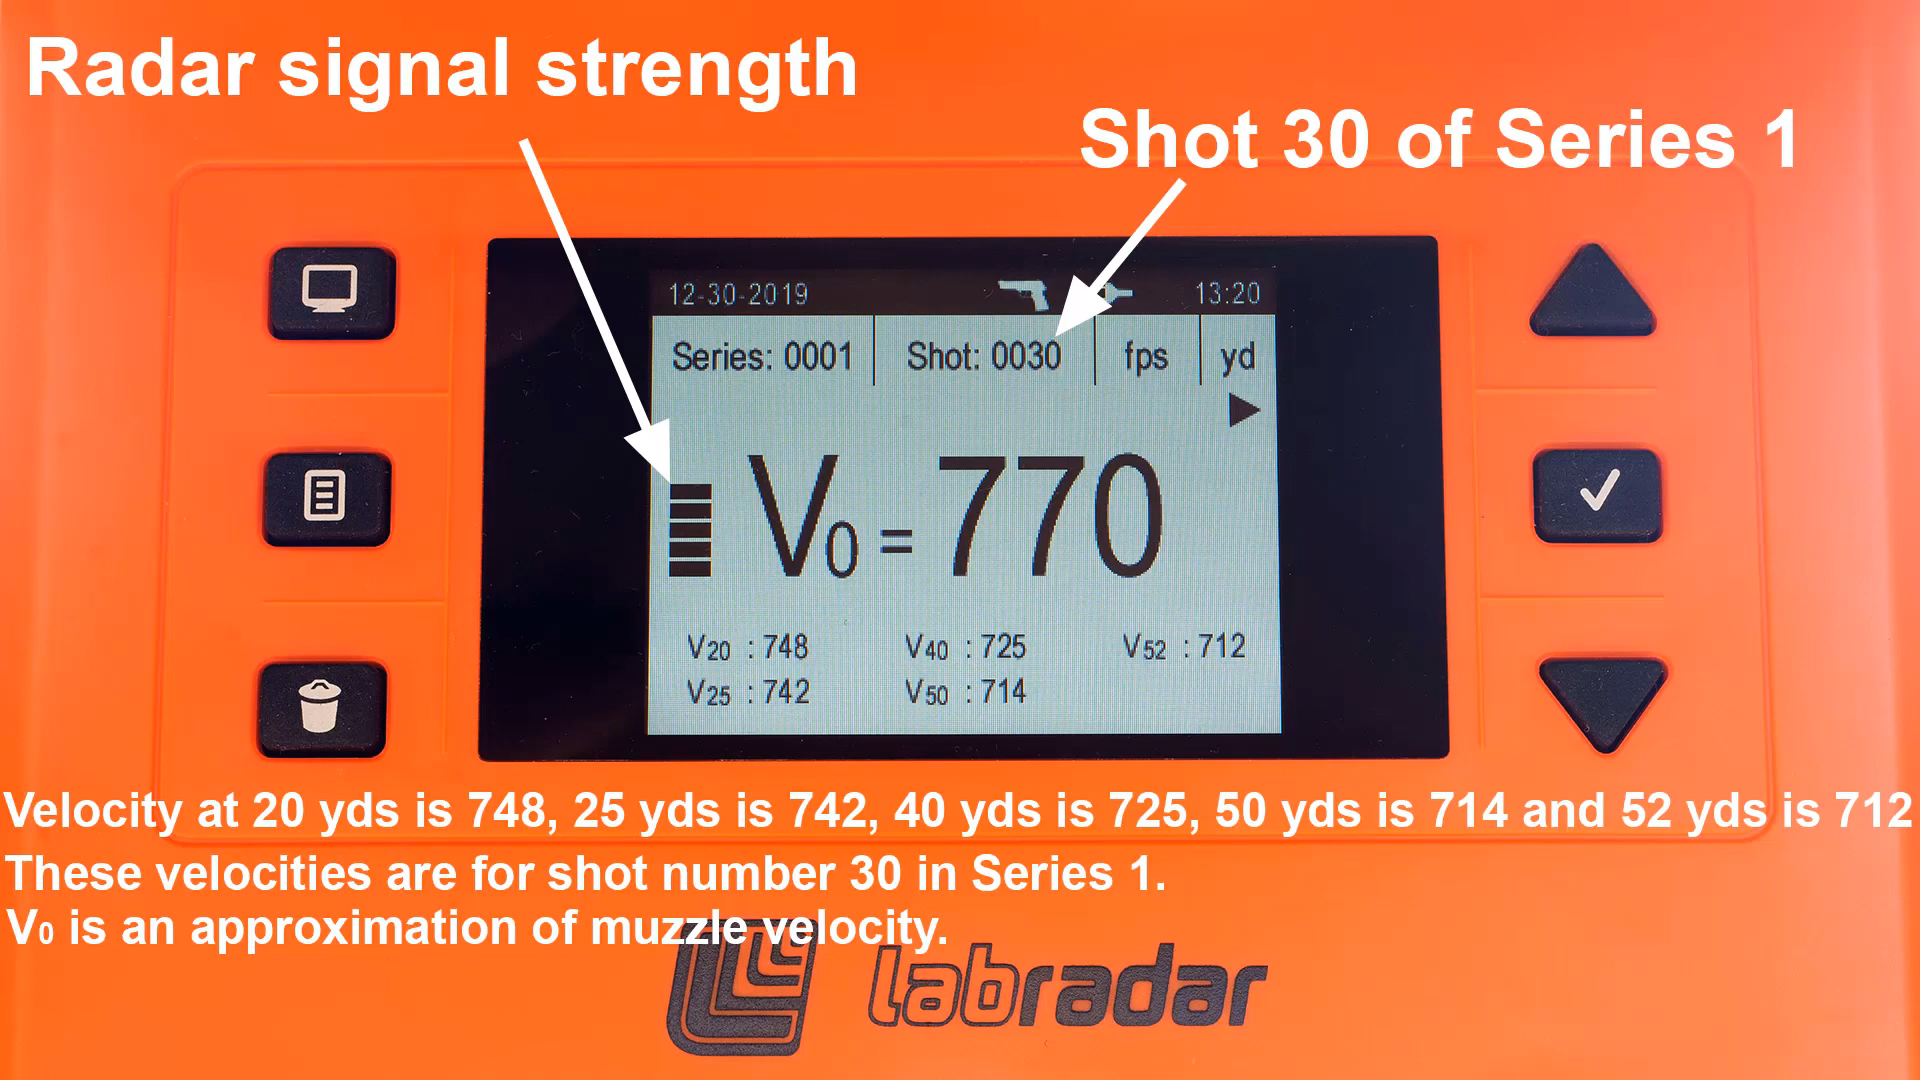 Radar signal strength
Shot 30 of Series 1
12-30-2019 13:20
Series: 0001 Shot: 0030 fps yd
V0 = 770
V20 : 748 V40 : 725 V52 : 712
V25 : 742 V50 : 714
Velocity at 20 yds is 748, 25 yds is 742, 40 yds is 725, 50 yds is 714 and 52 yds is 712
These velocities are for shot number 30 in Series 1.
V0 is an approximation of muzzle velocity.
labradar